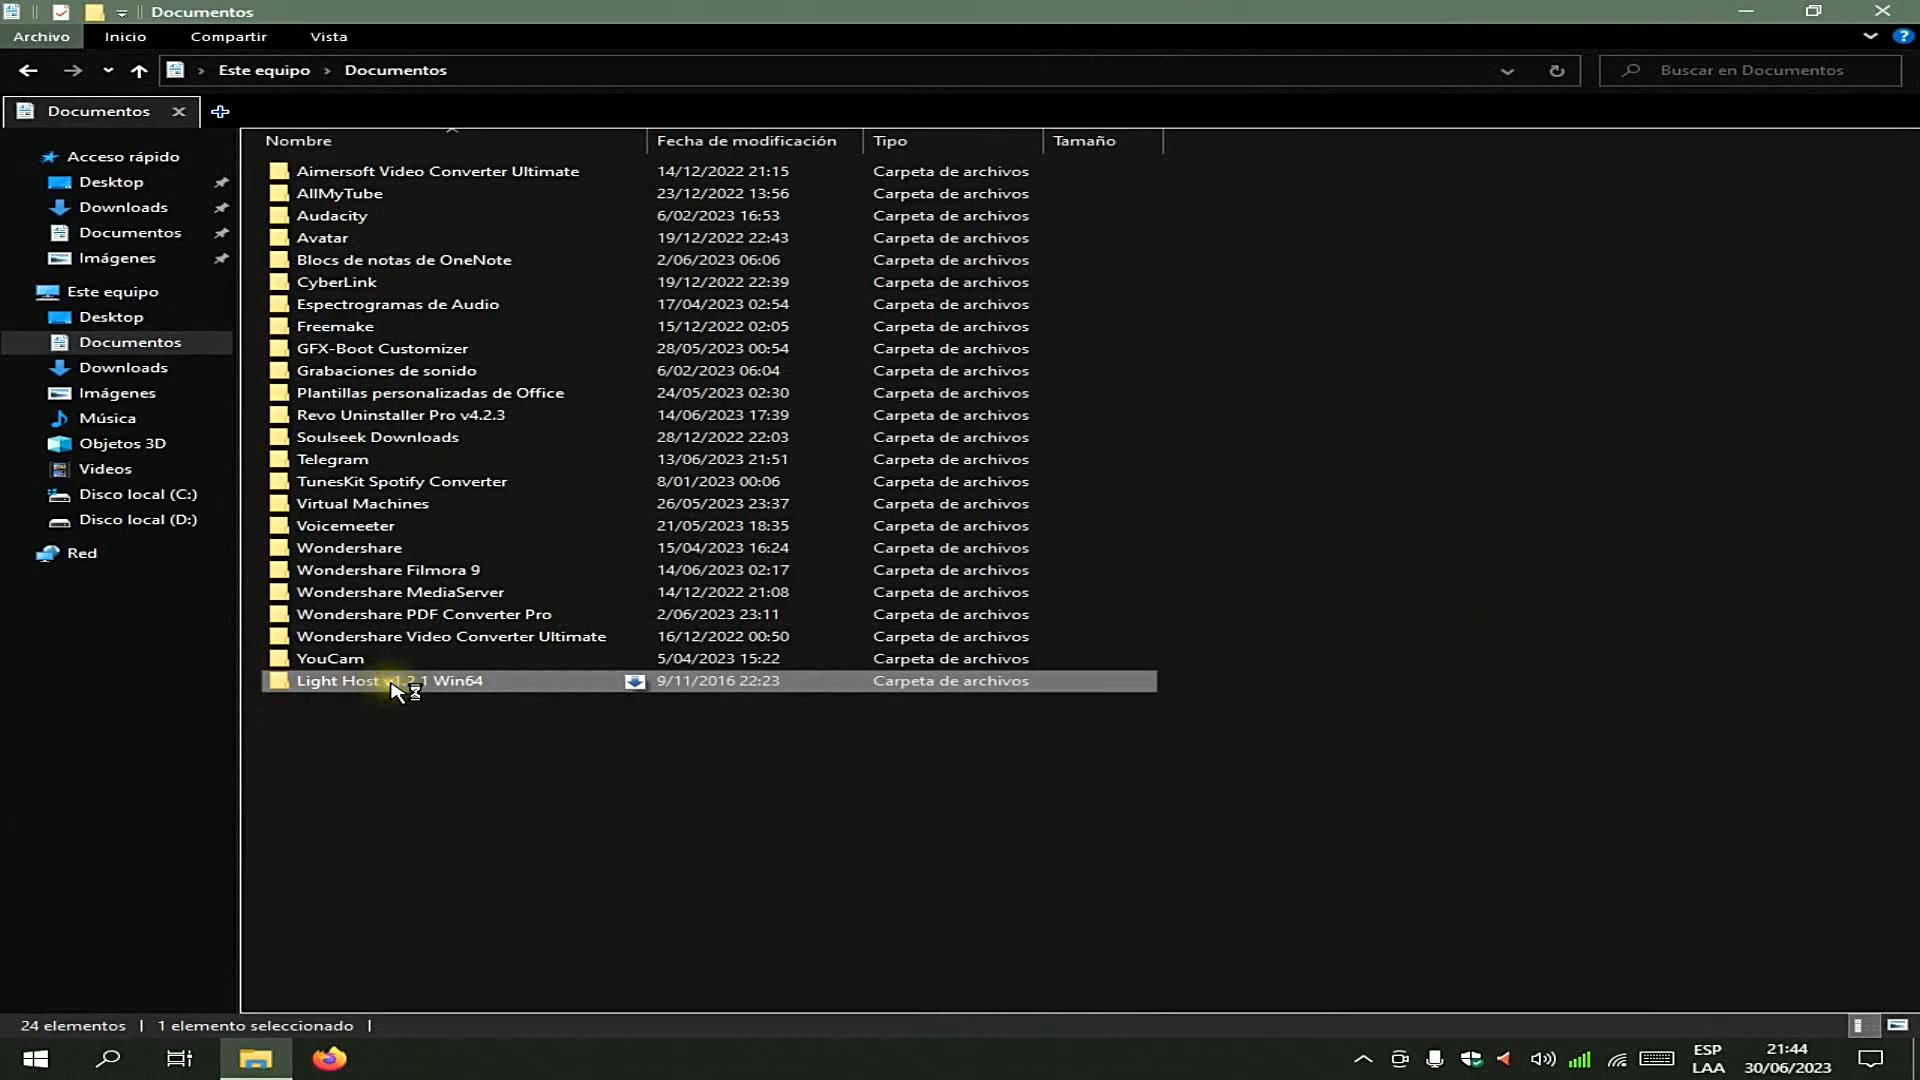 Documentos
Archivo Inicio Compartir Vista
Este equipo Documentos Buscar en Documentos
Documentos
Nombre Fecha de modificación Tipo Tamaño
Acceso rápido
Desktop
Downloads
Documentos
Imágenes
Este equipo
Desktop
Documentos
Downloads
Imágenes
Música
Objetos 3D
Videos
Disco local (C:)
Disco local (D:)
Red
Aimersoft Video Converter Ultimate 14/12/2022 21:15 Carpeta de archivos
AllMyTube 23/12/2022 13:56 Carpeta de archivos
Audacity 6/02/2023 16:53 Carpeta de archivos
Avatar 19/12/2022 22:43 Carpeta de archivos
Blocs de notas de OneNote 2/06/2023 06:06 Carpeta de archivos
CyberLink 19/12/2022 22:39 Carpeta de archivos
Espectrogramas de Audio 17/04/2023 02:54 Carpeta de archivos
Freemake 15/12/2022 02:05 Carpeta de archivos
GFX-Boot Customizer 28/05/2023 00:54 Carpeta de archivos
Grabaciones de sonido 6/02/2023 06:04 Carpeta de archivos
Plantillas personalizadas de Office 24/05/2023 02:30 Carpeta de archivos
Revo Uninstaller Pro v4.2.3 14/06/2023 17:39 Carpeta de archivos
Soulseek Downloads 28/12/2022 22:03 Carpeta de archivos
Telegram 13/06/2023 21:51 Carpeta de archivos
TunesKit Spotify Converter 8/01/2023 00:06 Carpeta de archivos
Virtual Machines 26/05/2023 23:37 Carpeta de archivos
Voicemeeter 21/05/2023 18:35 Carpeta de archivos
Wondershare 15/04/2023 16:24 Carpeta de archivos
Wondershare Filmora 9 14/06/2023 02:17 Carpeta de archivos
Wondershare MediaServer 14/12/2022 21:08 Carpeta de archivos
Wondershare PDF Converter Pro 2/06/2023 23:11 Carpeta de archivos
Wondershare Video Converter Ultimate 16/12/2022 00:50 Carpeta de archivos
YouCam 5/04/2023 15:22 Carpeta de archivos
Light Host v1.2.1 Win64 9/11/2016 22:23 Carpeta de archivos
24 elementos 1 elemento seleccionado
ESP 21:44
LAA 30/06/2023